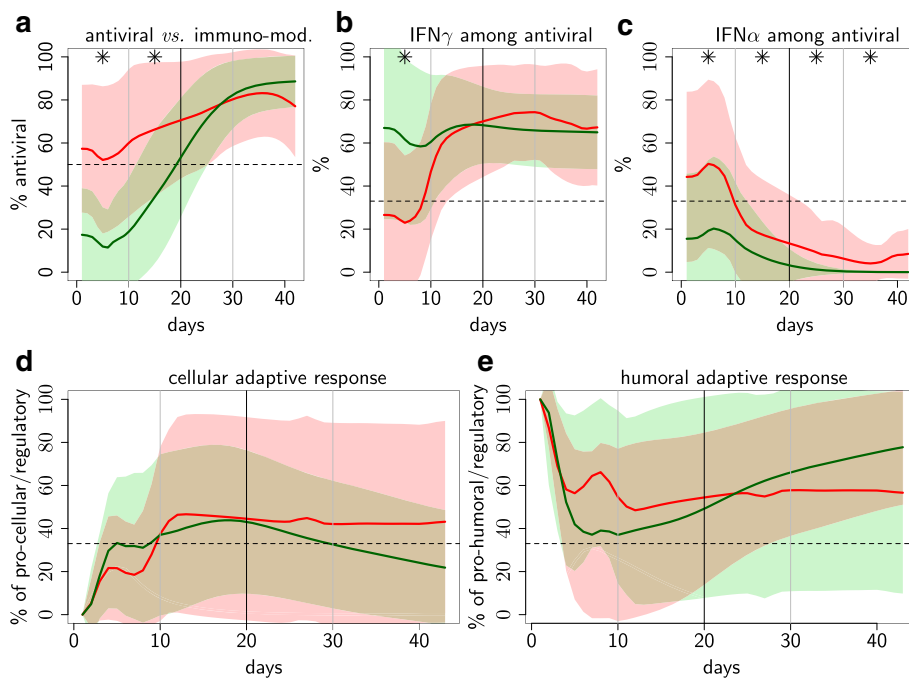 a
antiviral vs. immuno-mod.
% antiviral
0 20 40 60 80 100
0 10 20 30 40
days
b
IFNγ among antiviral
%
0 20 40 60 80 100
0 10 20 30 40
days
c
IFNα among antiviral
%
0 20 40 60 80 100
0 10 20 30 40
days
d
cellular adaptive response
% of pro-cellular/regulatory
0 20 40 60 80 100
0 10 20 30 40
days
e
humoral adaptive response
% of pro-humoral/regulatory
0 20 40 60 80 100
0 10 20 30 40
days